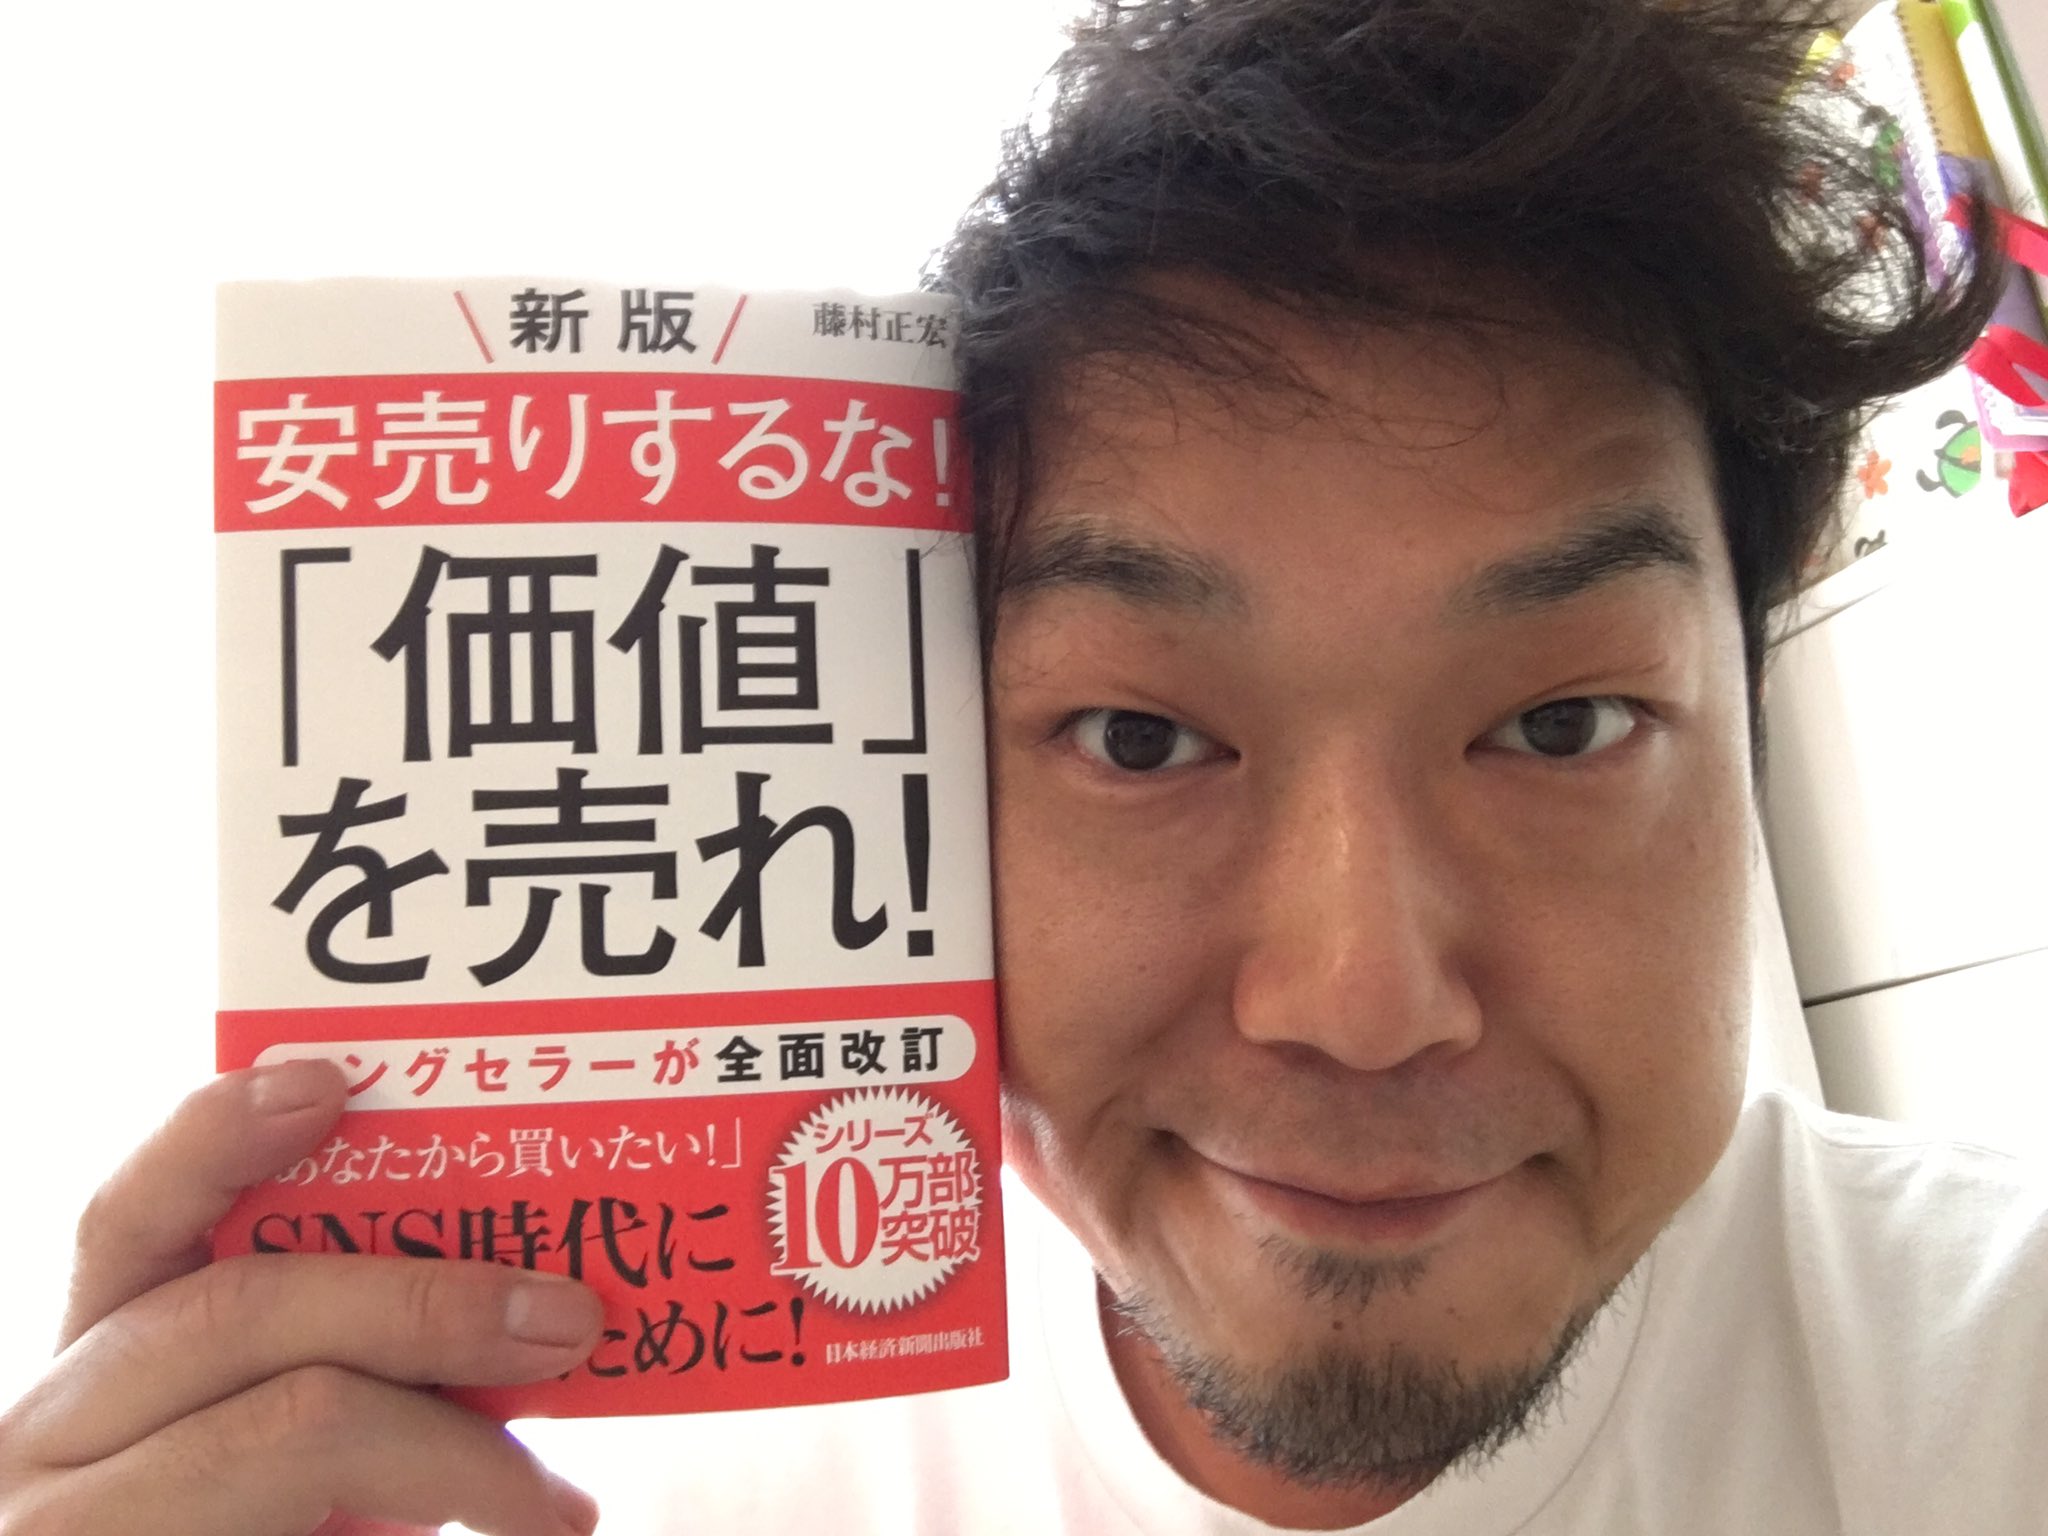 新版
藤村正宏
安売りするな!
「価値」
を売れ!
ングセラーが全面改訂
あなたから買いたい!」
SNS時代に
ために!
シリーズ
10万部
突破
日本経済新聞出版社